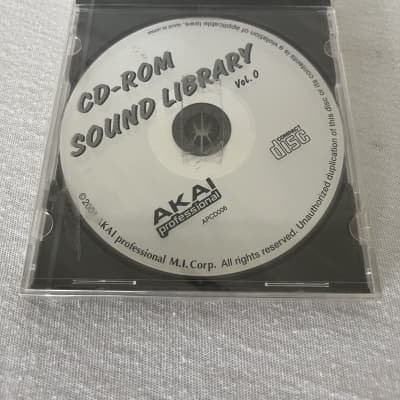 CD-ROM
SOUND LIBRARY
Vol. 0
COMPACT
disc
AKAI
professional
APCD006
AKAI professional M.I. Corp. All rights reserved. Unauthorized duplication of this disc or its contents is a violation of applicable laws.